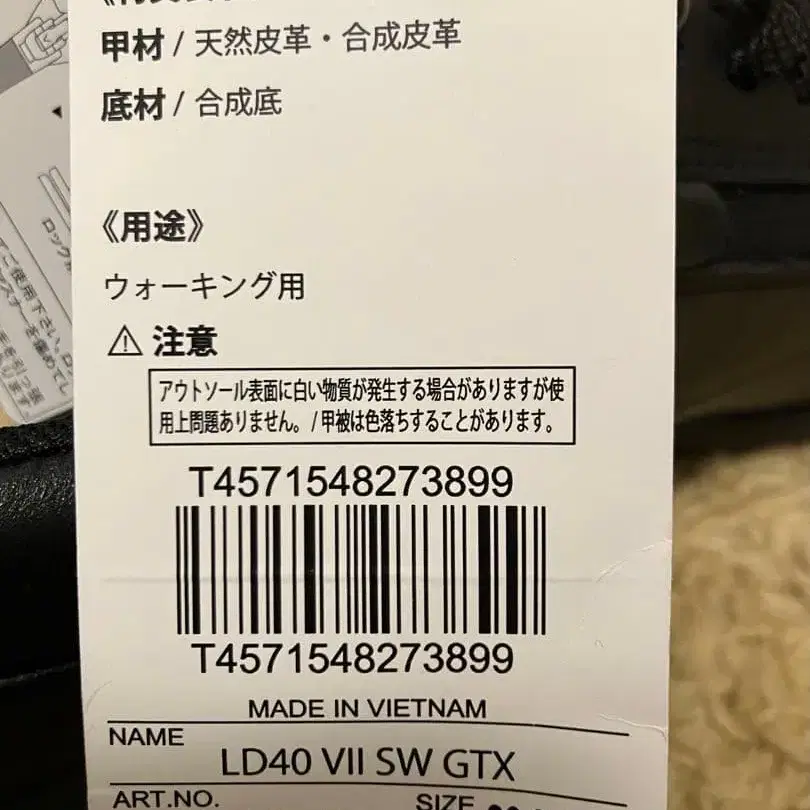 甲材 / 天然皮革・合成皮革
底材 / 合成底
《用途》
ウォーキング用
⚠ 注意
アウトソール表面に白い物質が発生する場合がありますが使
用上問題ありません。/ 甲被は色落ちすることがあります。
T4571548273899
T4571548273899
MADE IN VIETNAM
NAME
LD40 VII SW GTX
ART.NO.
SIZE